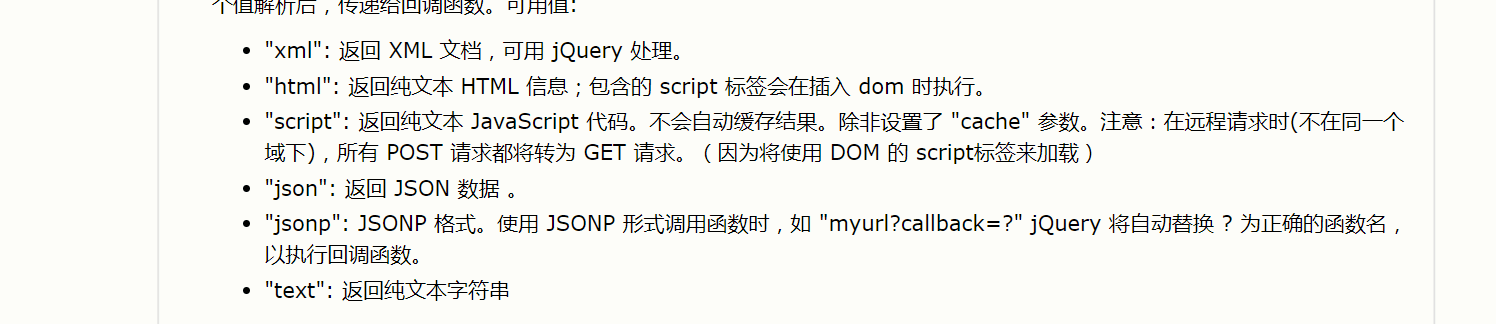 个值解析后，传递给回调函数。可用值:
• "xml": 返回 XML 文档，可用 jQuery 处理。
• "html": 返回纯文本 HTML 信息；包含的 script 标签会在插入 dom 时执行。
• "script": 返回纯文本 JavaScript 代码。不会自动缓存结果。除非设置了 "cache" 参数。注意：在远程请求时(不在同一个
域下)，所有 POST 请求都将转为 GET 请求。（因为将使用 DOM 的 script标签来加载）
• "json": 返回 JSON 数据 。
• "jsonp": JSONP 格式。使用 JSONP 形式调用函数时，如 "myurl?callback=?" jQuery 将自动替换 ? 为正确的函数名，
以执行回调函数。
• "text": 返回纯文本字符串